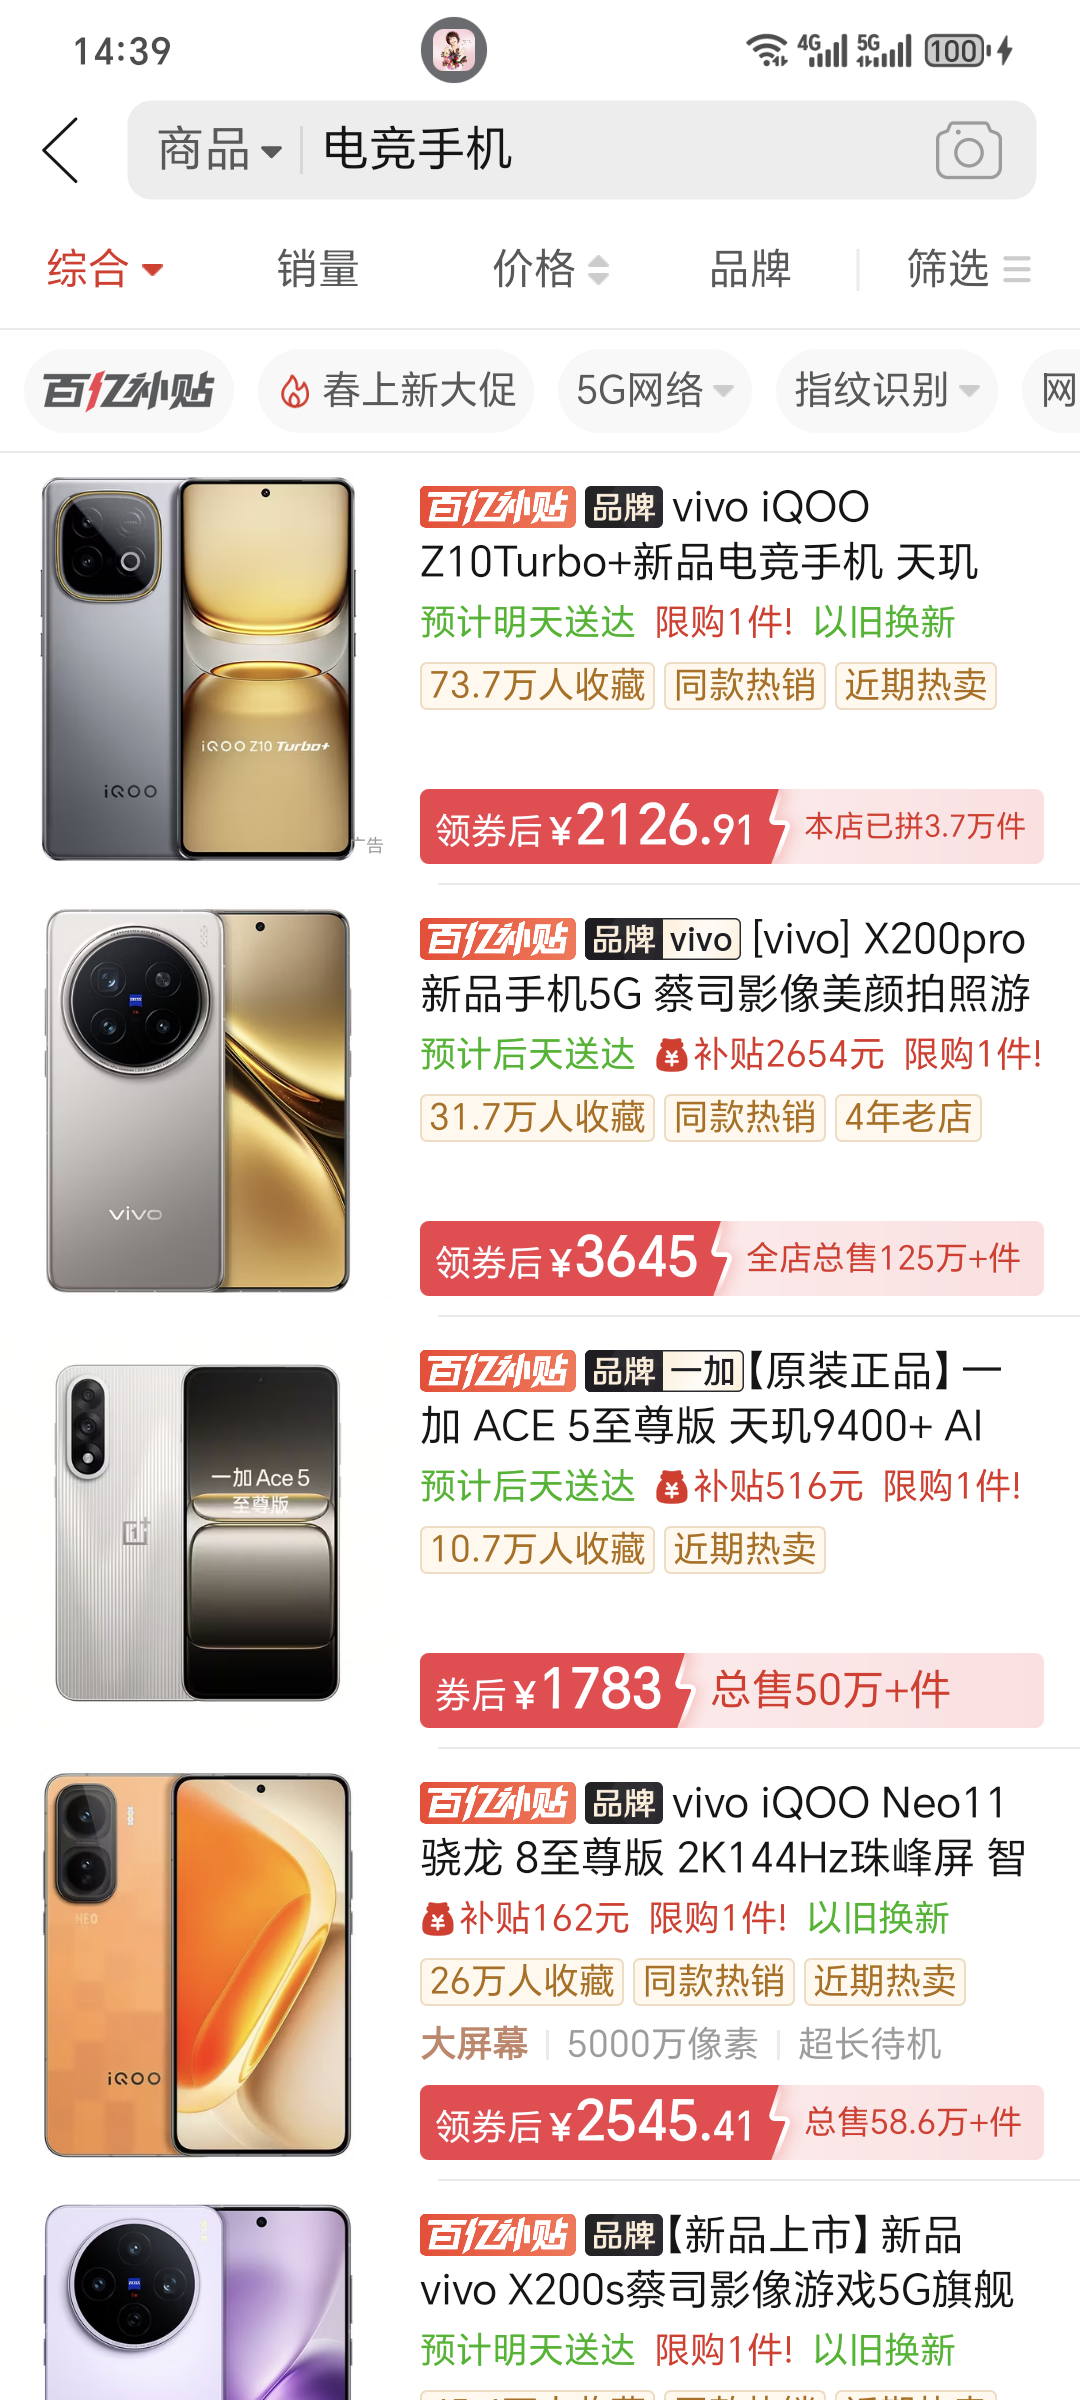 14:39
4G 5G 100
商品 电竞手机
综合 销量 价格 品牌 筛选
百亿补贴 春上新大促 5G网络 指纹识别 网
百亿补贴 品牌 vivo iQOO
Z10Turbo+新品电竞手机 天玑
预计明天送达 限购1件! 以旧换新
73.7万人收藏 同款热销 近期热卖
iQOO Z10 Turbo+
iQOO
广告
领券后¥2126.91 本店已拼3.7万件
百亿补贴 品牌 vivo [vivo] X200pro
新品手机5G 蔡司影像美颜拍照游
预计后天送达 补贴2654元 限购1件!
31.7万人收藏 同款热销 4年老店
vivo
领券后¥3645 全店总售125万+件
百亿补贴 品牌 一加【原装正品】一
加 ACE 5至尊版 天玑9400+ AI
预计后天送达 补贴516元 限购1件!
一加 Ace 5
至尊版
10.7万人收藏 近期热卖
券后¥1783 总售50万+件
百亿补贴 品牌 vivo iQOO Neo11
骁龙 8至尊版 2K144Hz珠峰屏 智
补贴162元 限购1件! 以旧换新
NEO
26万人收藏 同款热销 近期热卖
大屏幕 5000万像素 超长待机
iQOO
领券后¥2545.41 总售58.6万+件
百亿补贴 品牌【新品上市】新品
vivo X200s蔡司影像游戏5G旗舰
预计明天送达 限购1件! 以旧换新